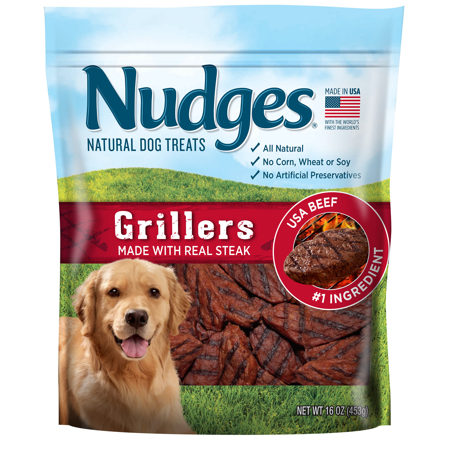 Nudges®
NATURAL DOG TREATS
MADE IN USA
WITH THE WORLD'S
FINEST INGREDIENTS
✓ All Natural
✓ No Corn, Wheat or Soy
✓ No Artificial Preservatives
Grillers
MADE WITH REAL STEAK
USA BEEF
#1 INGREDIENT
NET WT 16 OZ (453g)